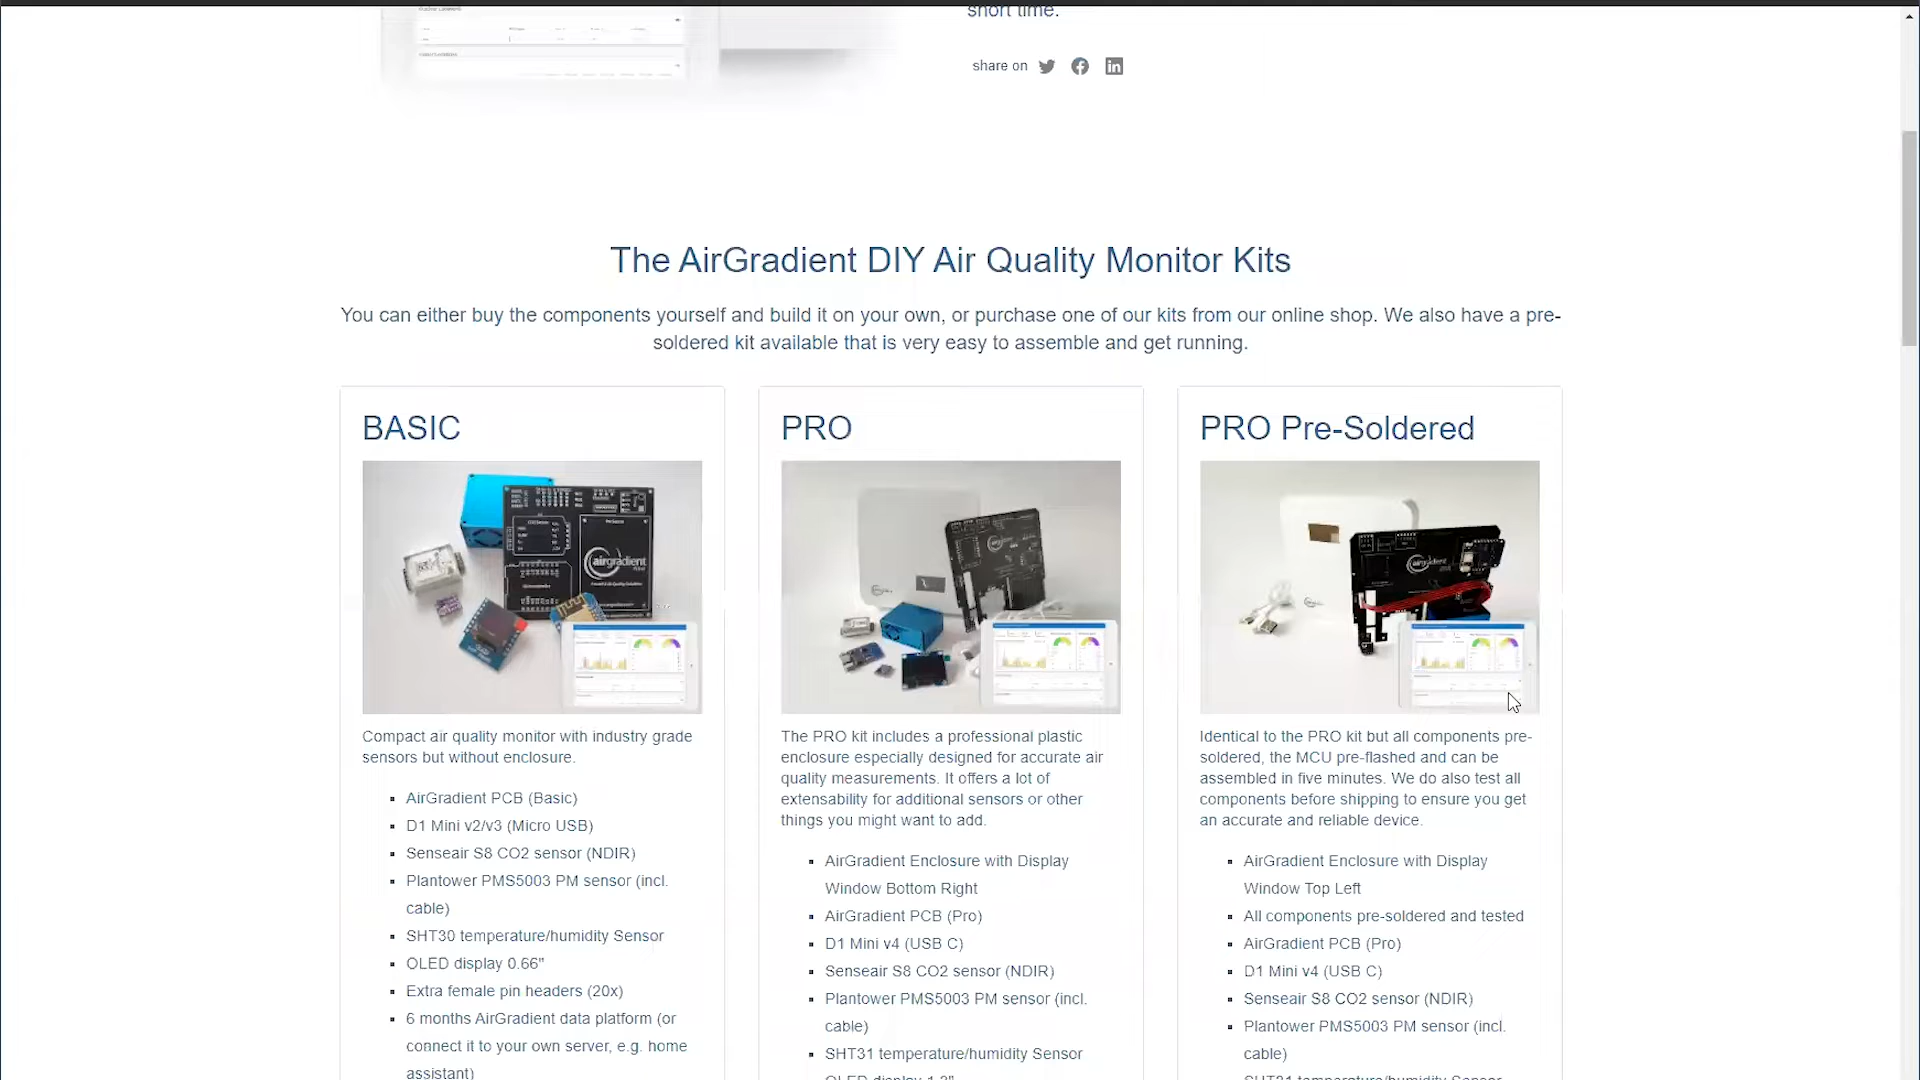 short time.
share on
The AirGradient DIY Air Quality Monitor Kits
You can either buy the components yourself and build it on your own, or purchase one of our kits from our online shop. We also have a pre-
soldered kit available that is very easy to assemble and get running.
BASIC
airgradient
Compact air quality monitor with industry grade
sensors but without enclosure.
AirGradient PCB (Basic)
D1 Mini v2/v3 (Micro USB)
Senseair S8 CO2 sensor (NDIR)
Plantower PMS5003 PM sensor (incl.
cable)
SHT30 temperature/humidity Sensor
OLED display 0.66"
Extra female pin headers (20x)
6 months AirGradient data platform (or
connect it to your own server, e.g. home
assistant)
PRO
The PRO kit includes a professional plastic
enclosure especially designed for accurate air
quality measurements. It offers a lot of
extensability for additional sensors or other
things you might want to add.
AirGradient Enclosure with Display
Window Bottom Right
AirGradient PCB (Pro)
D1 Mini v4 (USB C)
Senseair S8 CO2 sensor (NDIR)
Plantower PMS5003 PM sensor (incl.
cable)
SHT31 temperature/humidity Sensor
OLED display 1.3"
PRO Pre-Soldered
airgradient
Identical to the PRO kit but all components pre-
soldered, the MCU pre-flashed and can be
assembled in five minutes. We do also test all
components before shipping to ensure you get
an accurate and reliable device.
AirGradient Enclosure with Display
Window Top Left
All components pre-soldered and tested
AirGradient PCB (Pro)
D1 Mini v4 (USB C)
Senseair S8 CO2 sensor (NDIR)
Plantower PMS5003 PM sensor (incl.
cable)
SHT31 temperature/humidity Sensor